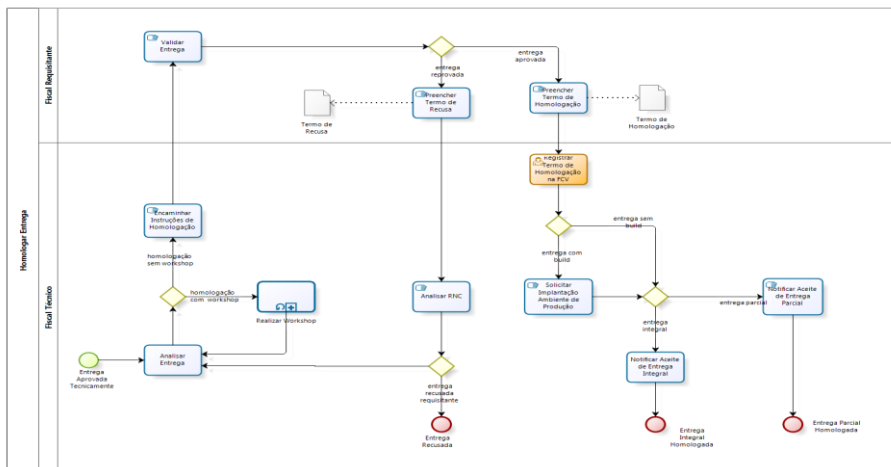 Homologar Entrega
Fiscal Requisitante
Validar
Entrega
entrega
reprovada
entrega
aprovada
Preencher
Termo de
Recusa
Termo de
Recusa
Preencher
Termo de
Homologação
Termo de
Homologação
Fiscal Técnico
Registrar
Termo de
Homologação
na FCV
Encaminhar
Instruções de
Homologação
homologação
sem workshop
homologação
com workshop
Realizar Workshop
Analisar
Entrega
Entrega
Aprovada
Tecnicamente
Analisar RNC
entrega
recusada
requisitante
Entrega
Recusada
entrega sem
build
entrega com
build
Solicitar
Implantação
Ambiente de
Produção
entrega parcial
Notificar Aceite
de Entrega
Parcial
entrega
integral
Notificar Aceite
de Entrega
Integral
Entrega
Integral
Homologada
Entrega Parcial
Homologada